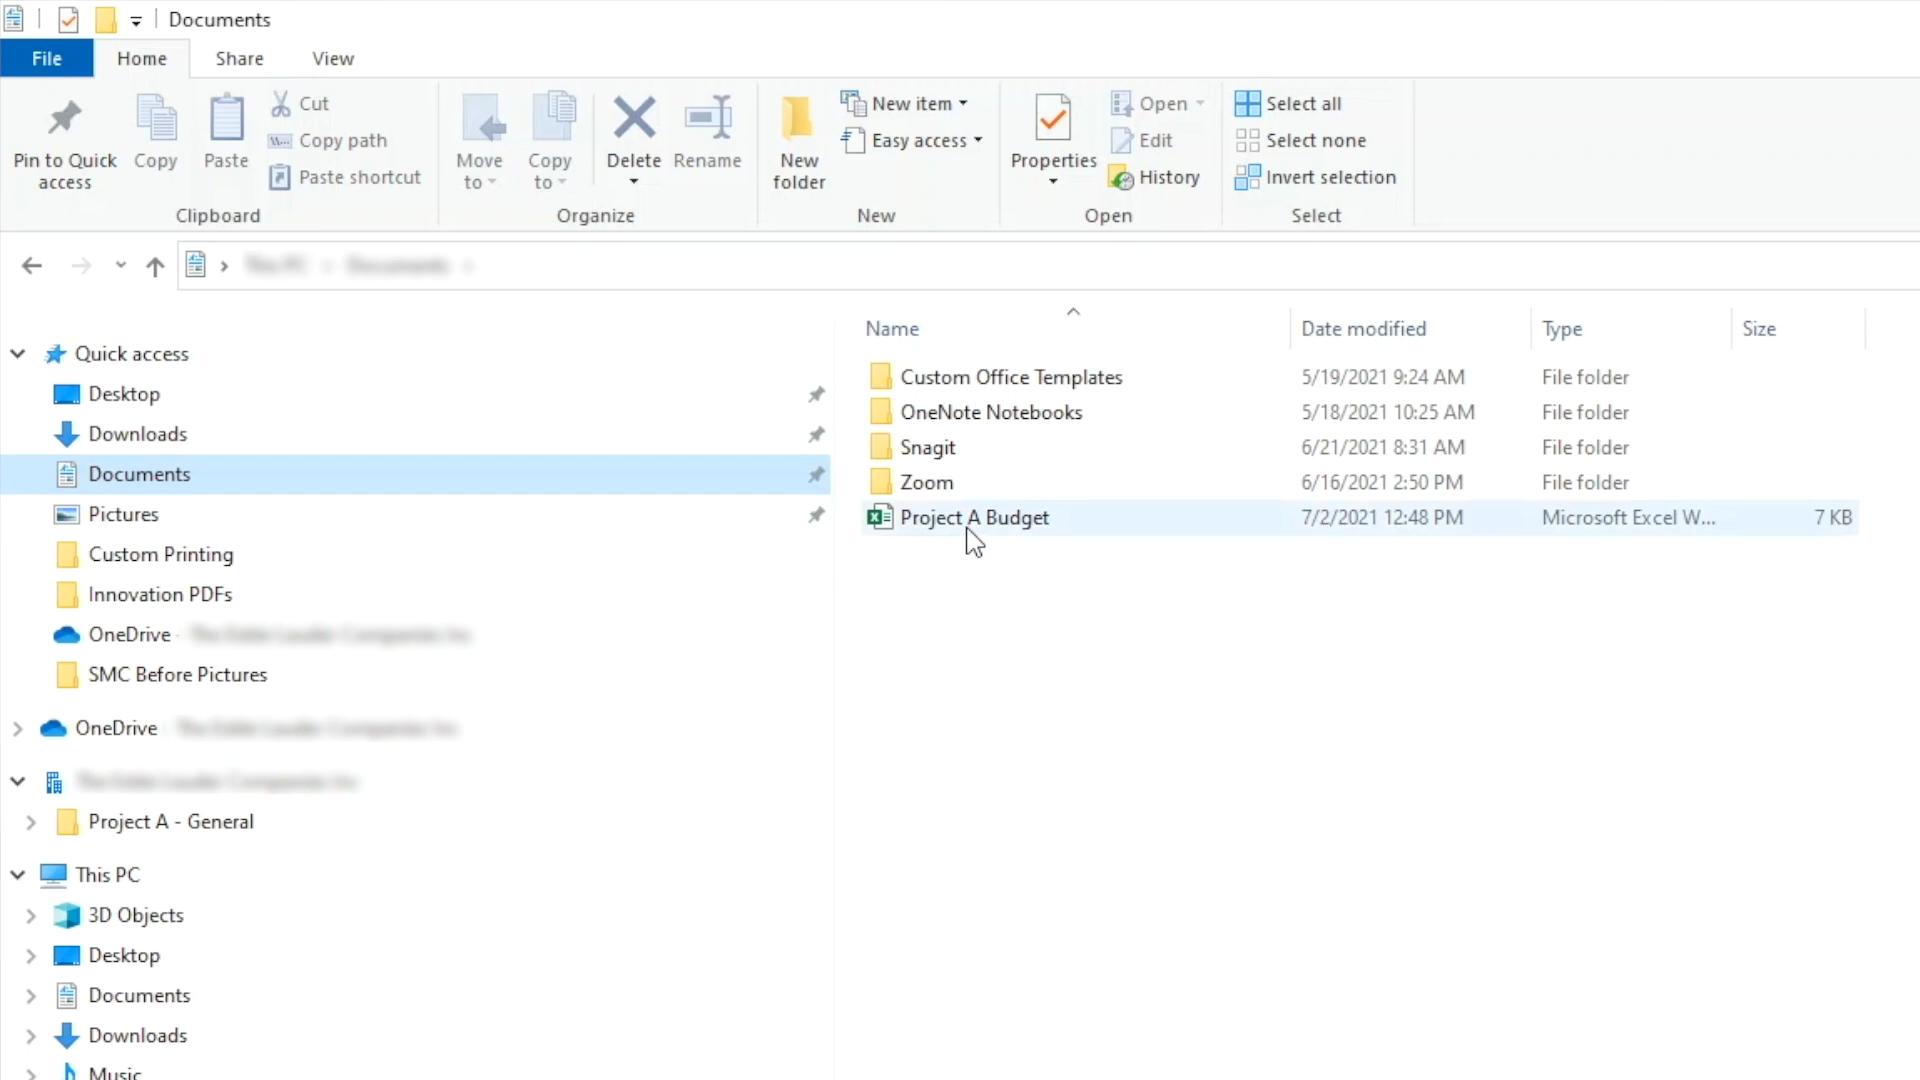 Documents
File Home Share View
Pin to Quick access
Copy
Paste
Cut
Copy path
Paste shortcut
Clipboard
Move to
Copy to
Delete
Rename
Organize
New folder
New item
Easy access
New
Properties
Open
Edit
History
Open
Select all
Select none
Invert selection
Select
Quick access
Desktop
Downloads
Documents
Pictures
Custom Printing
Innovation PDFs
OneDrive
SMC Before Pictures
OneDrive
Project A - General
This PC
3D Objects
Desktop
Documents
Downloads
Music
Name Date modified Type Size
Custom Office Templates 5/19/2021 9:24 AM File folder
OneNote Notebooks 5/18/2021 10:25 AM File folder
Snagit 6/21/2021 8:31 AM File folder
Zoom 6/16/2021 2:50 PM File folder
Project A Budget 7/2/2021 12:48 PM Microsoft Excel W... 7 KB